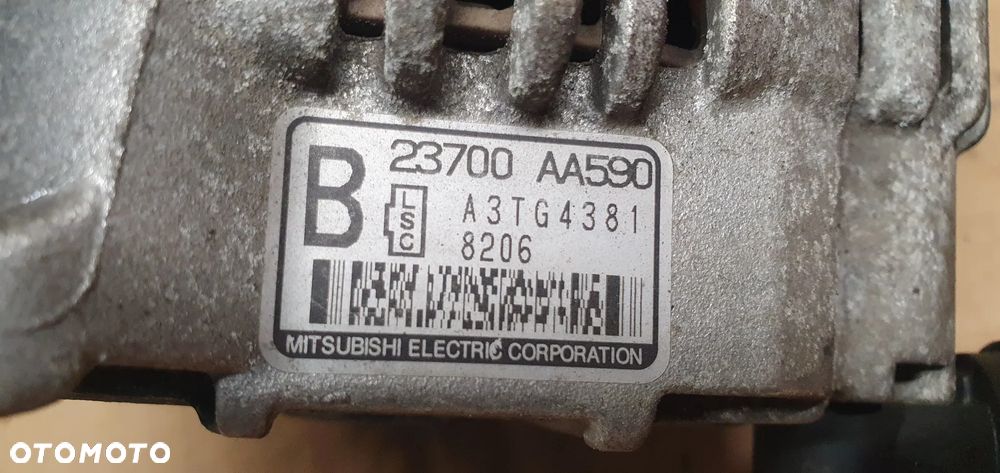 B 23700 AA590
LSC A3TG4381
8206
MITSUBISHI ELECTRIC CORPORATION
OTOMOTO